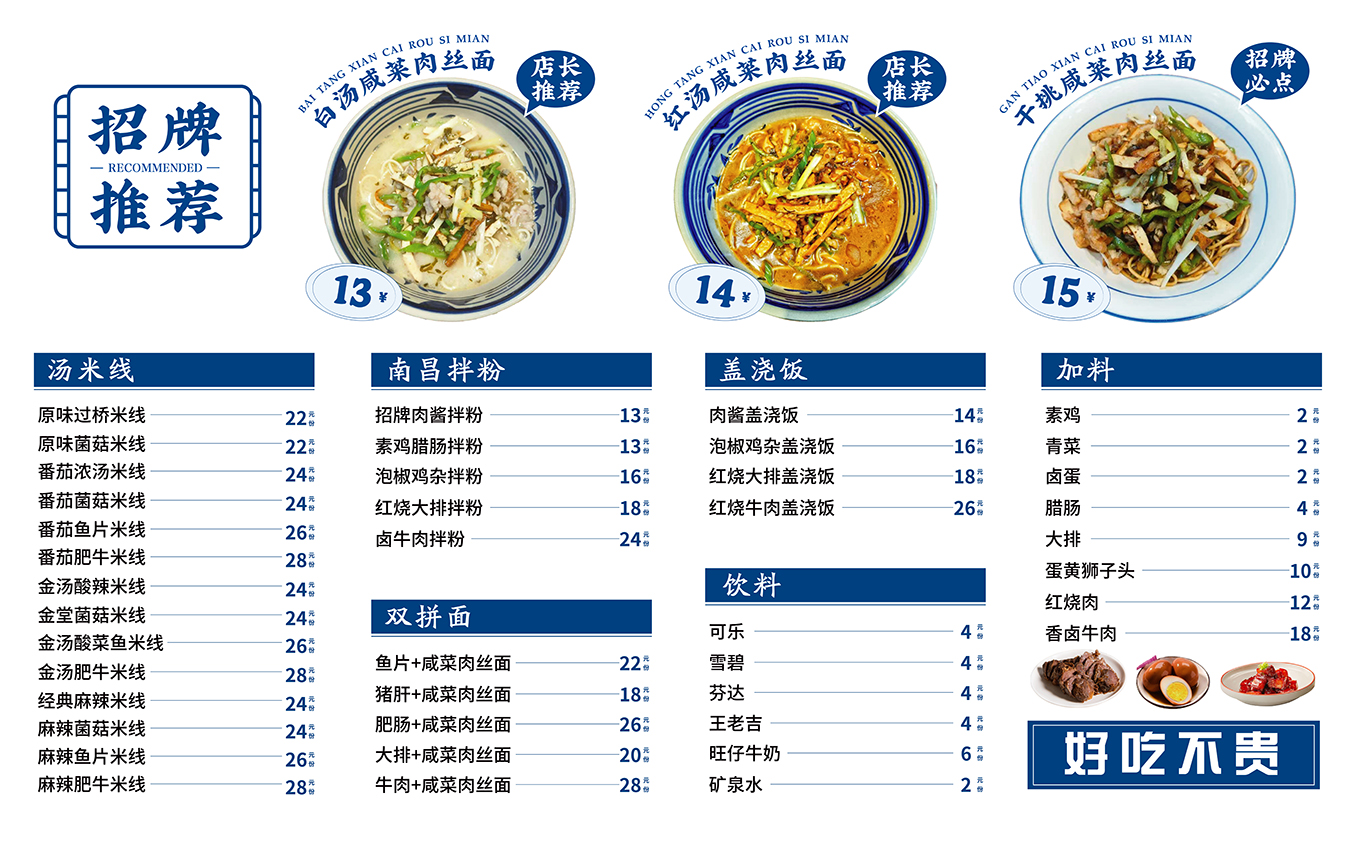 招牌
RECOMMENDED
推荐
BAI TANG XIAN CAI ROU SI MIAN
白汤咸菜肉丝面
店长
推荐
13¥
HONG TANG XIAN CAI ROU SI MIAN
红汤咸菜肉丝面
店长
推荐
14¥
GAN TIAO XIAN CAI ROU SI MIAN
干挑咸菜肉丝面
招牌
必点
15¥
汤米线
原味过桥米线 22元/份
原味菌菇米线 22元/份
番茄浓汤米线 24元/份
番茄菌菇米线 24元/份
番茄鱼片米线 26元/份
番茄肥牛米线 28元/份
金汤酸辣米线 24元/份
金堂菌菇米线 24元/份
金汤酸菜鱼米线 26元/份
金汤肥牛米线 28元/份
经典麻辣米线 24元/份
麻辣菌菇米线 24元/份
麻辣鱼片米线 26元/份
麻辣肥牛米线 28元/份
南昌拌粉
招牌肉酱拌粉 13元/份
素鸡腊肠拌粉 13元/份
泡椒鸡杂拌粉 16元/份
红烧大排拌粉 18元/份
卤牛肉拌粉 24元/份
双拼面
鱼片+咸菜肉丝面 22元/份
猪肝+咸菜肉丝面 18元/份
肥肠+咸菜肉丝面 26元/份
大排+咸菜肉丝面 20元/份
牛肉+咸菜肉丝面 28元/份
盖浇饭
肉酱盖浇饭 14元/份
泡椒鸡杂盖浇饭 16元/份
红烧大排盖浇饭 18元/份
红烧牛肉盖浇饭 26元/份
饮料
可乐 4元/份
雪碧 4元/份
芬达 4元/份
王老吉 4元/份
旺仔牛奶 6元/份
矿泉水 2元/份
加料
素鸡 2元/份
青菜 2元/份
卤蛋 2元/份
腊肠 4元/份
大排 9元/份
蛋黄狮子头 10元/份
红烧肉 12元/份
香卤牛肉 18元/份
好吃不贵